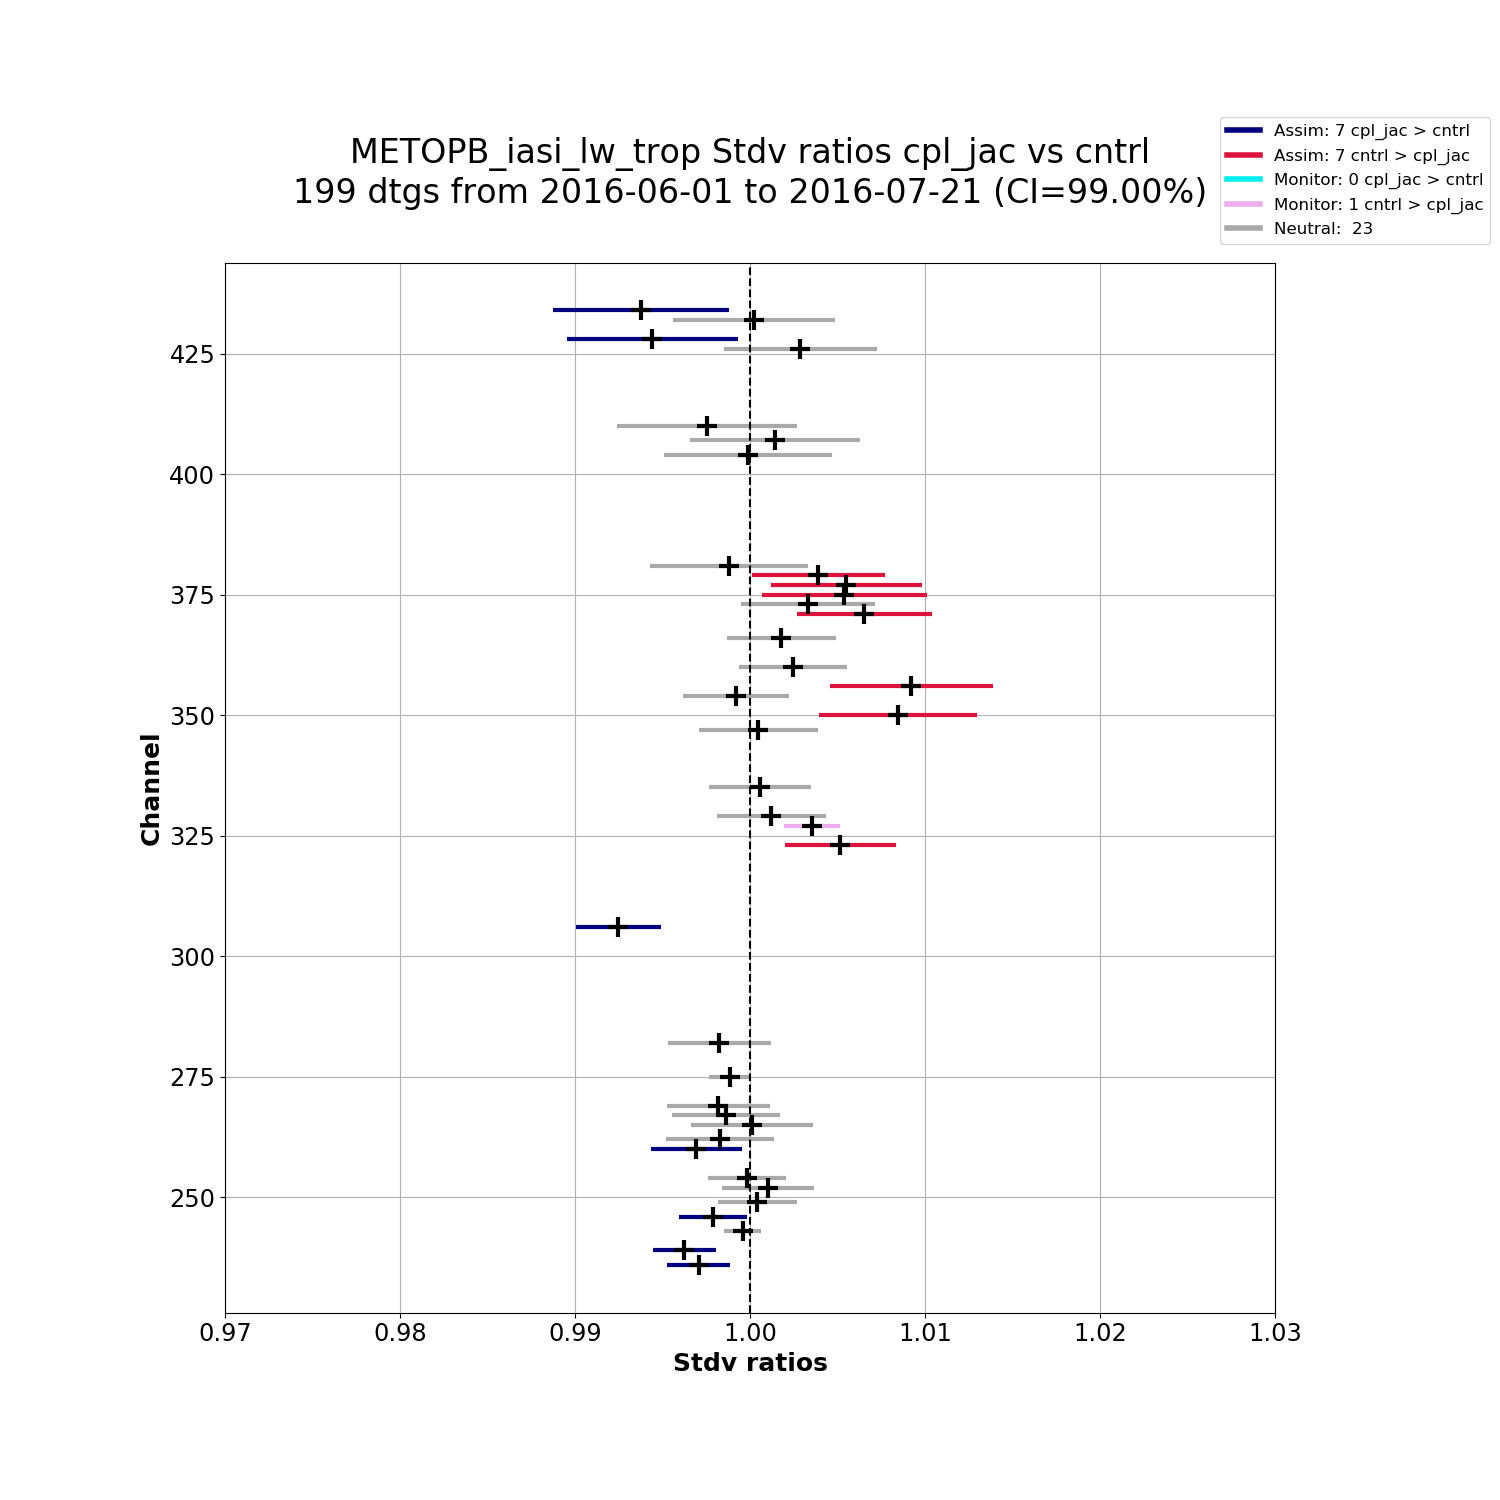 METOPB_iasi_lw_trop Stdv ratios cpl_jac vs cntrl
199 dtgs from 2016-06-01 to 2016-07-21 (CI=99.00%)
Assim: 7 cpl_jac > cntrl
Assim: 7 cntrl > cpl_jac
Monitor: 0 cpl_jac > cntrl
Monitor: 1 cntrl > cpl_jac
Neutral:  23
425
400
375
350
325
300
275
250
Channel
0.97
0.98
0.99
1.00
1.01
1.02
1.03
Stdv ratios